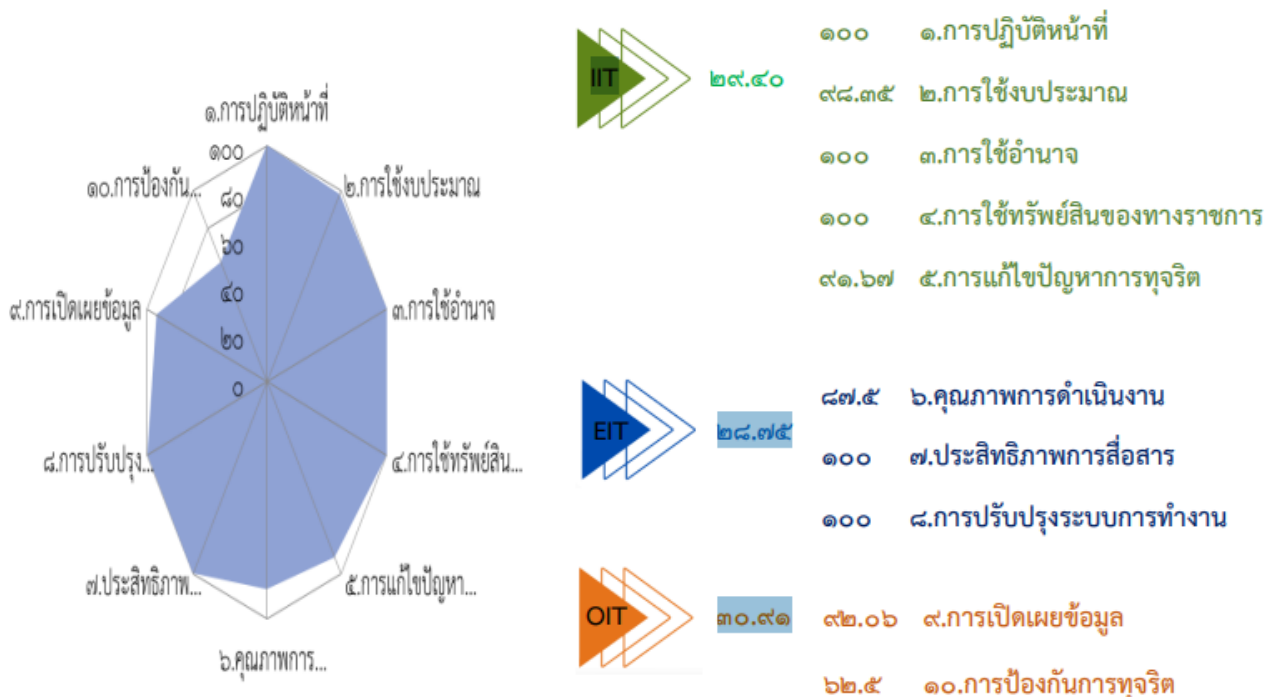 ๑.การปฏิบัติหน้าที่
๑๐๐
๑๐.การป้องกัน...
๘๐
๒.การใช้งบประมาณ
๖๐
๔๐
๙.การเปิดเผยข้อมูล
๓.การใช้อำนาจ
๒๐
๐
๘.การปรับปรุง...
๔.การใช้ทรัพย์สิน...
๗.ประสิทธิภาพ...
๕.การแก้ไขปัญหา...
๖.คุณภาพการ...
IIT ๒๙.๔๐
๑๐๐ ๑.การปฏิบัติหน้าที่
๙๘.๓๕ ๒.การใช้งบประมาณ
๑๐๐ ๓.การใช้อำนาจ
๑๐๐ ๔.การใช้ทรัพย์สินของทางราชการ
๙๑.๖๗ ๕.การแก้ไขปัญหาการทุจริต
EIT ๒๘.๗๕
๘๗.๕ ๖.คุณภาพการดำเนินงาน
๑๐๐ ๗.ประสิทธิภาพการสื่อสาร
๑๐๐ ๘.การปรับปรุงระบบการทำงาน
OIT ๓๐.๙๑
๙๒.๐๖ ๙.การเปิดเผยข้อมูล
๖๒.๕ ๑๐.การป้องกันการทุจริต